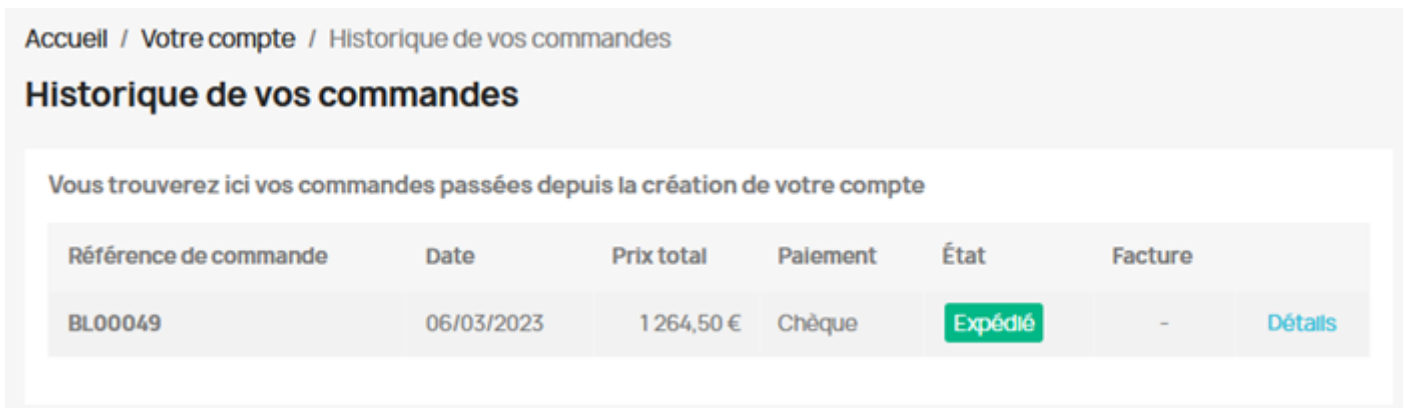 Accueil / Votre compte / Historique de vos commandes
Historique de vos commandes
Vous trouverez ici vos commandes passées depuis la création de votre compte
Référence de commande Date Prix total Paiement État Facture
BL00049 06/03/2023 1 264,50 € Chèque Expédié - Détails